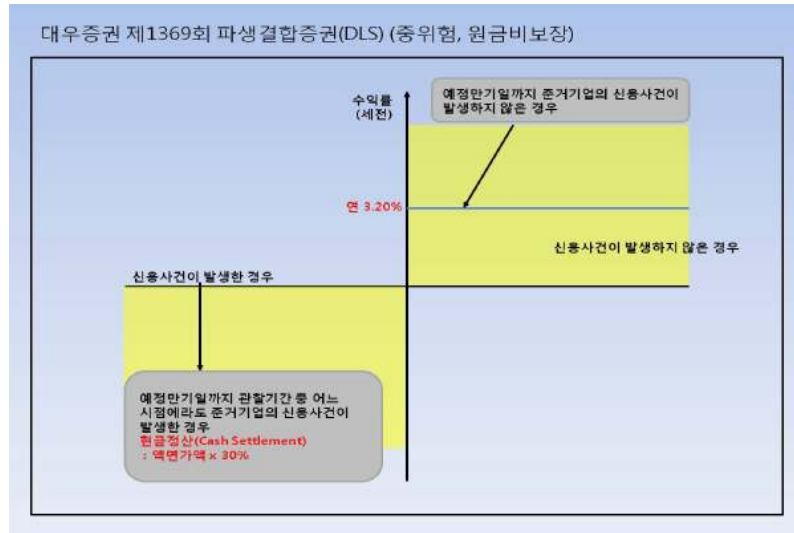 대우증권 제1369회 파생결합증권(DLS) (중위험, 원금비보장)
수익률
(세전)
예정만기일까지 준거기업의 신용사건이
발생하지 않은 경우
연 3.20%
신용사건이 발생하지 않은 경우
신용사건이 발생한 경우
예정만기일까지 관찰기간 중 어느
시점에라도 준거기업의 신용사건이
발생한 경우
현금정산(Cash Settlement)
: 액면가액 x 30%